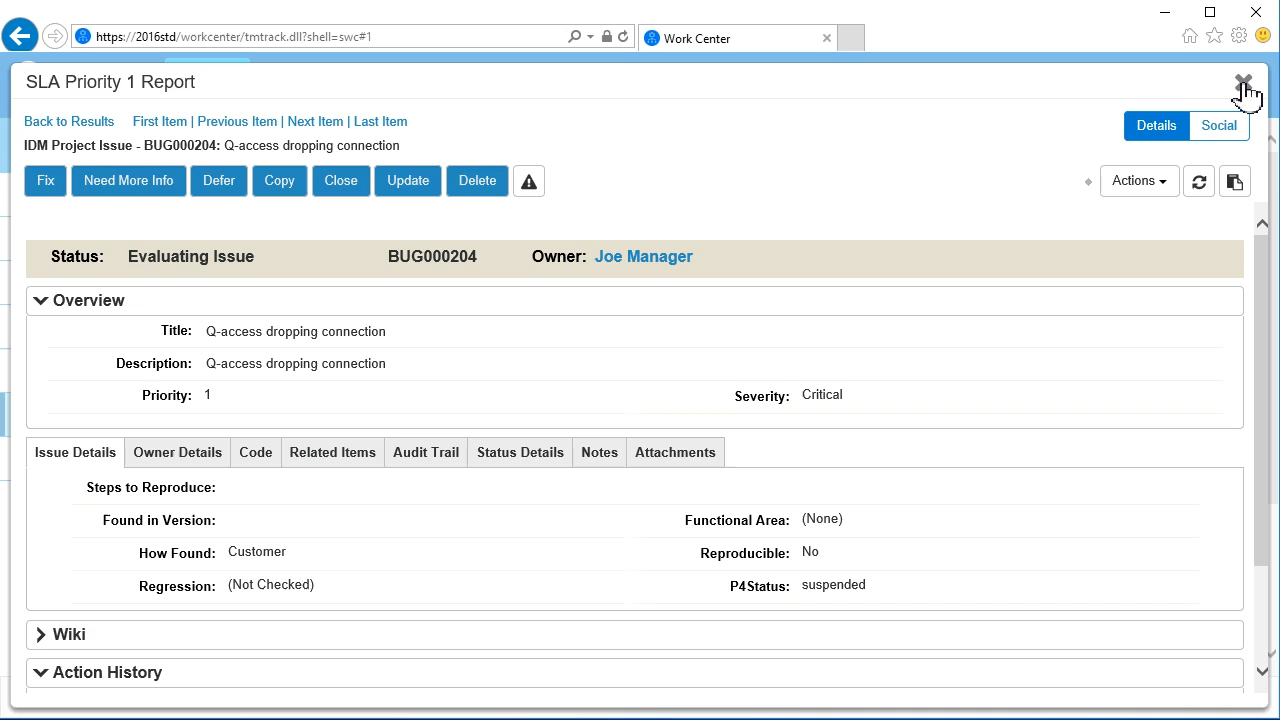 https://2016std/workcenter/tmtrack.dll?shell=swc#1
Work Center
SLA Priority 1 Report
Back to Results First Item | Previous Item | Next Item | Last Item
Details Social
IDM Project Issue - BUG000204: Q-access dropping connection
Fix Need More Info Defer Copy Close Update Delete Actions
Status: Evaluating Issue BUG000204 Owner: Joe Manager
Overview
Title: Q-access dropping connection
Description: Q-access dropping connection
Priority: 1 Severity: Critical
Issue Details Owner Details Code Related Items Audit Trail Status Details Notes Attachments
Steps to Reproduce:
Found in Version: Functional Area: (None)
How Found: Customer Reproducible: No
Regression: (Not Checked) P4Status: suspended
Wiki
Action History